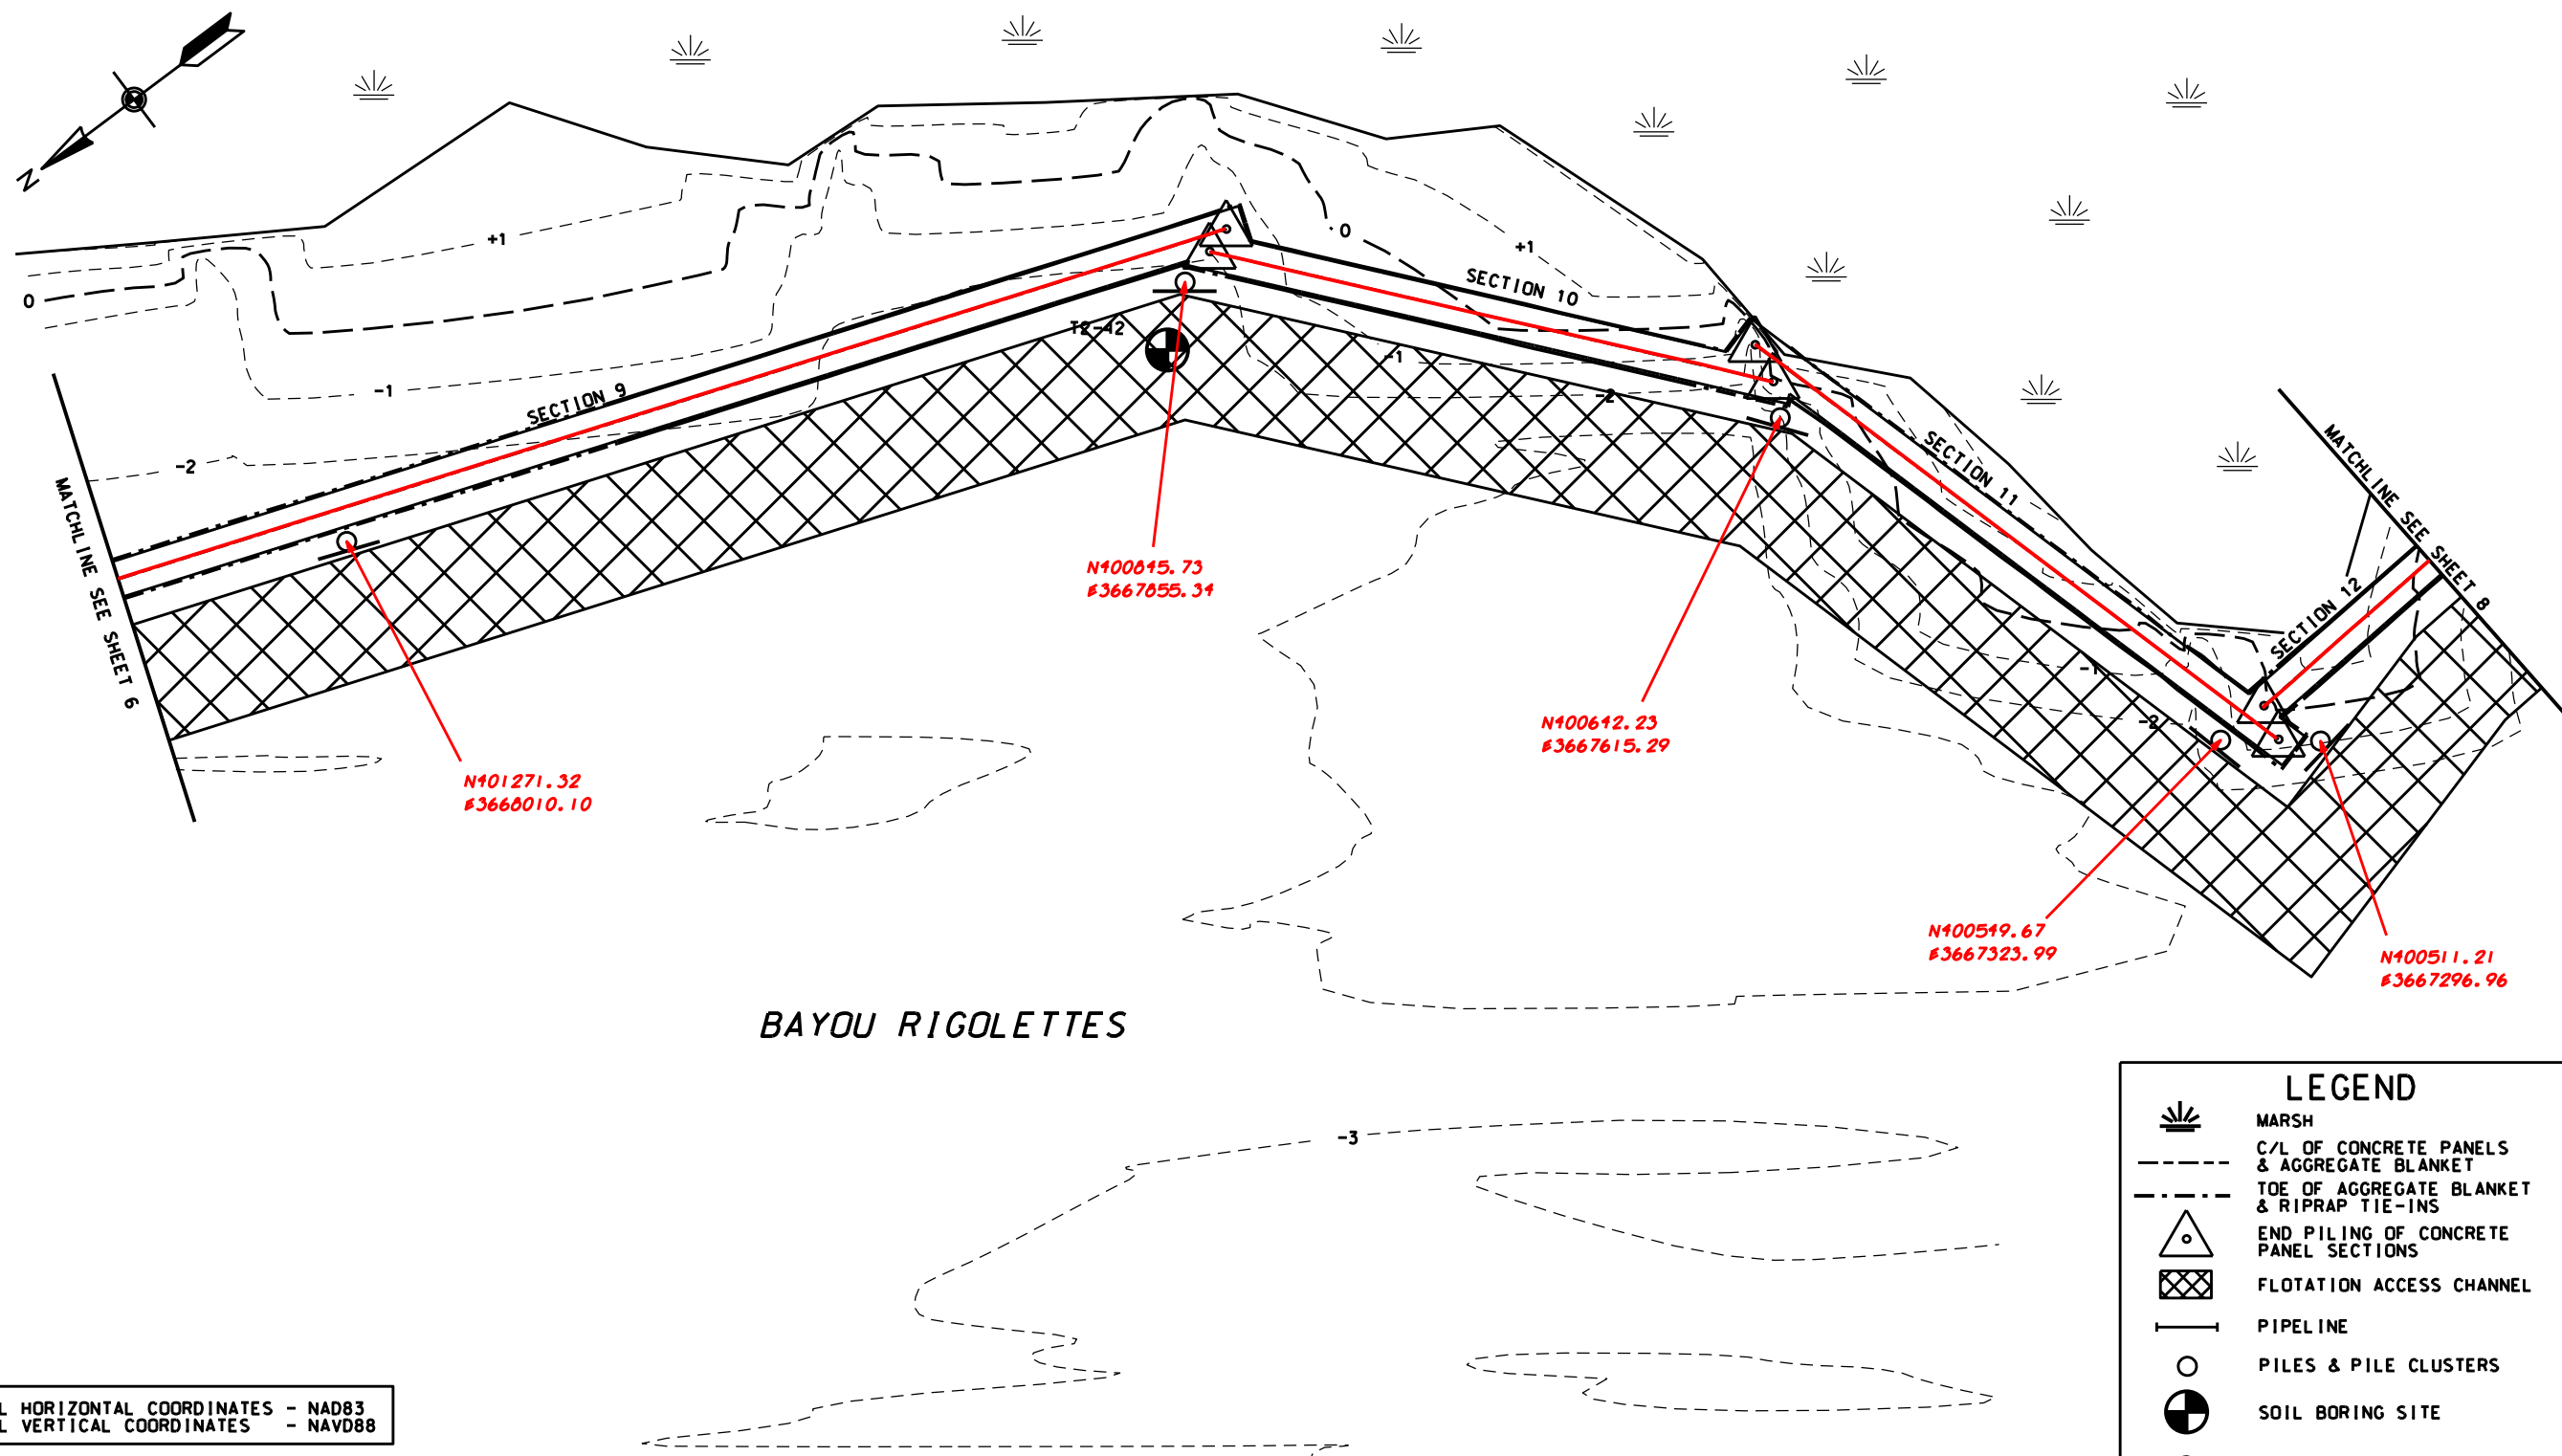 N
+1
0
-1
-2
SECTION 9
MATCHLINE SEE SHEET 6
T2-42
0
+1
SECTION 10
-1
-2
SECTION 11
MATCHLINE SEE SHEET 8
SECTION 12
-1
-2
N400845.73
E3667855.34
N400642.23
E3667615.29
N401271.32
E3668010.10
N400549.67
E3667323.99
N400511.21
E3667296.96
BAYOU RIGOLETTES
-3
LEGEND
MARSH
C/L OF CONCRETE PANELS
& AGGREGATE BLANKET
TOE OF AGGREGATE BLANKET
& RIPRAP TIE-INS
END PILING OF CONCRETE
PANEL SECTIONS
FLOTATION ACCESS CHANNEL
PIPELINE
PILES & PILE CLUSTERS
SOIL BORING SITE
L HORIZONTAL COORDINATES - NAD83
L VERTICAL COORDINATES - NAVD88